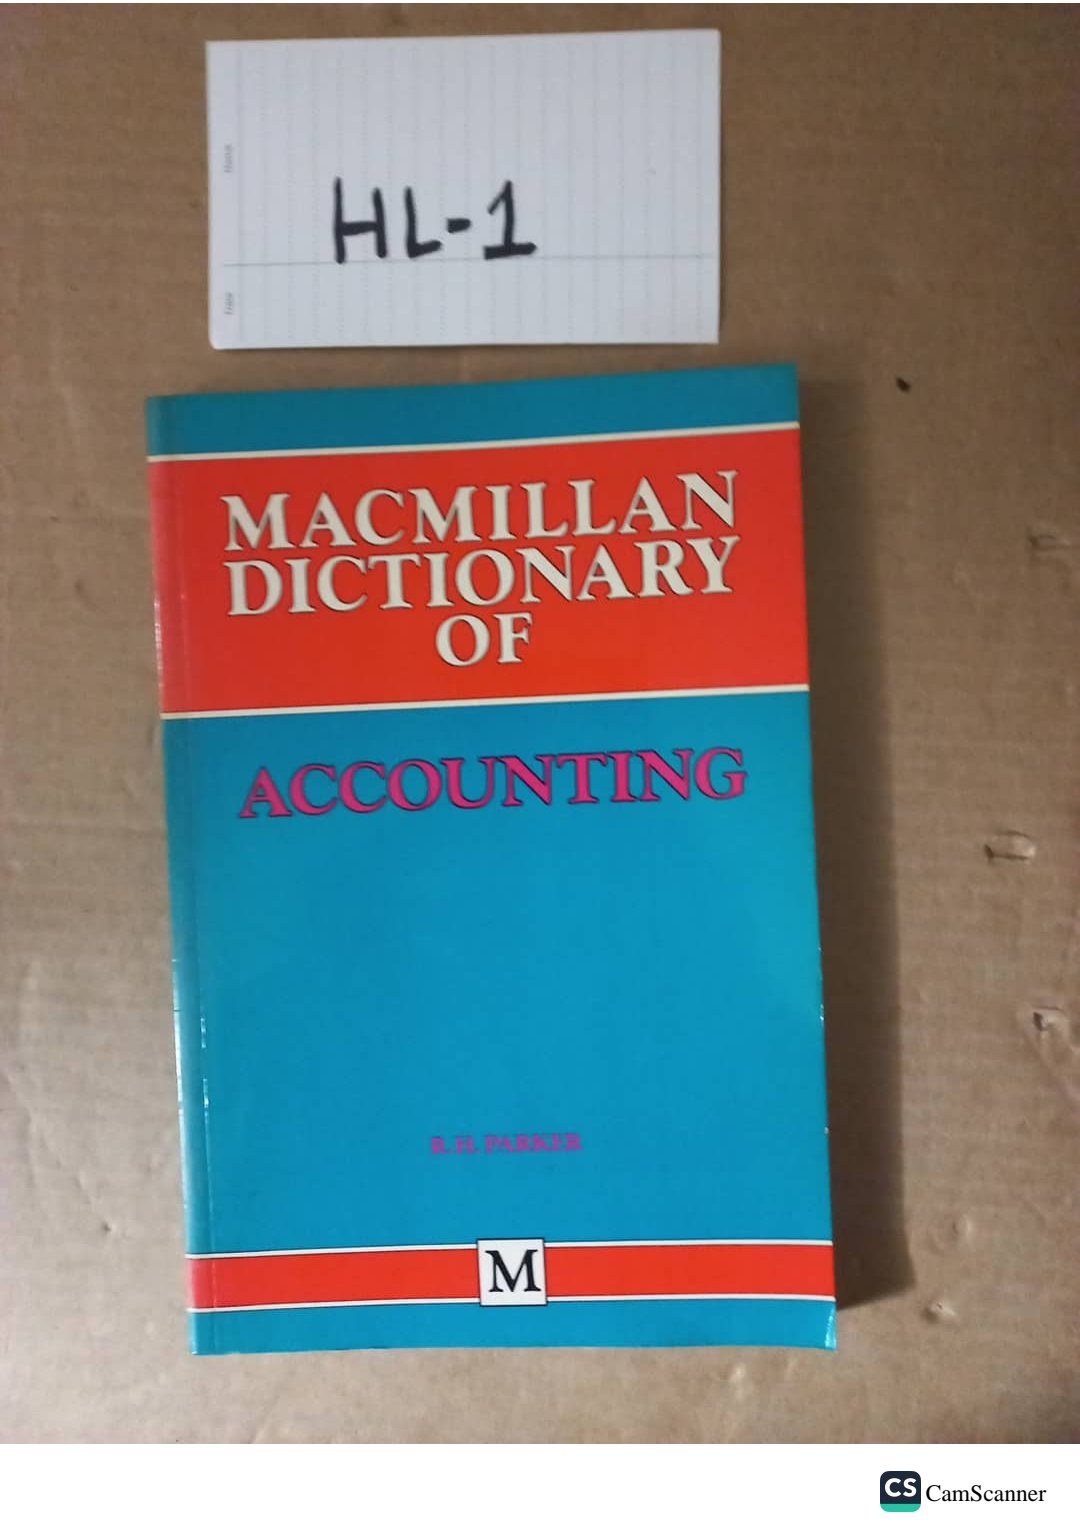 HL-1
MACMILLAN
DICTIONARY
OF
ACCOUNTING
R.H. PARKER
M
CS CamScanner